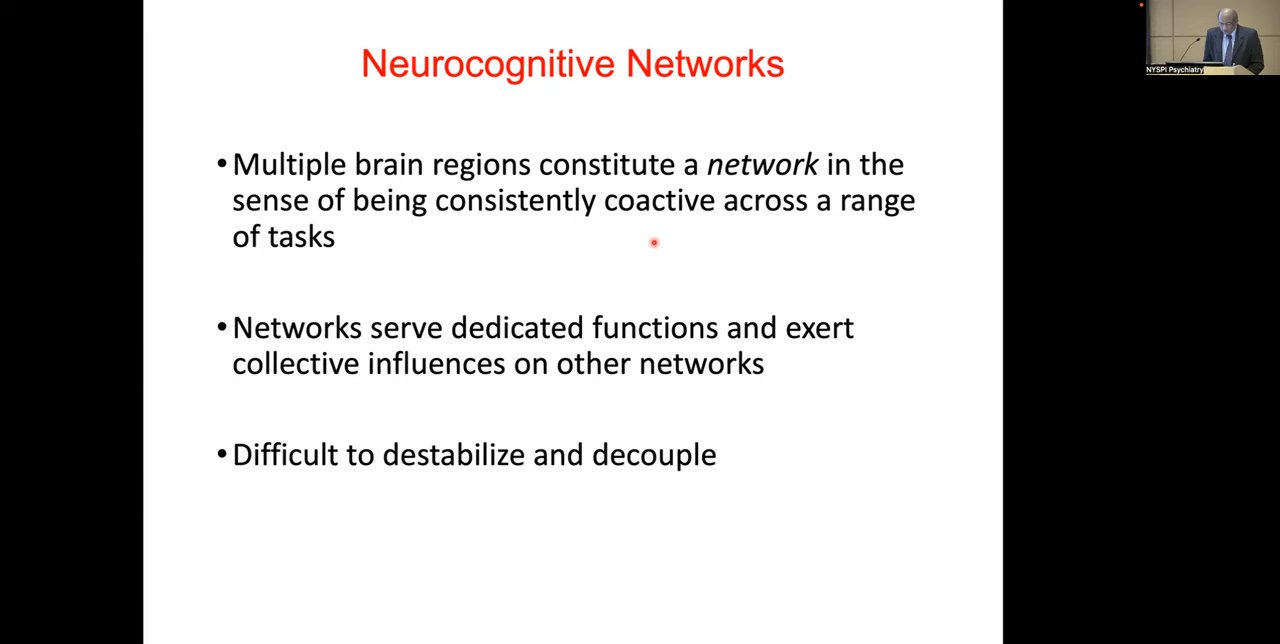 Neurocognitive Networks
• Multiple brain regions constitute a network in the
sense of being consistently coactive across a range
of tasks
• Networks serve dedicated functions and exert
collective influences on other networks
• Difficult to destabilize and decouple
NYSPI Psychiatry